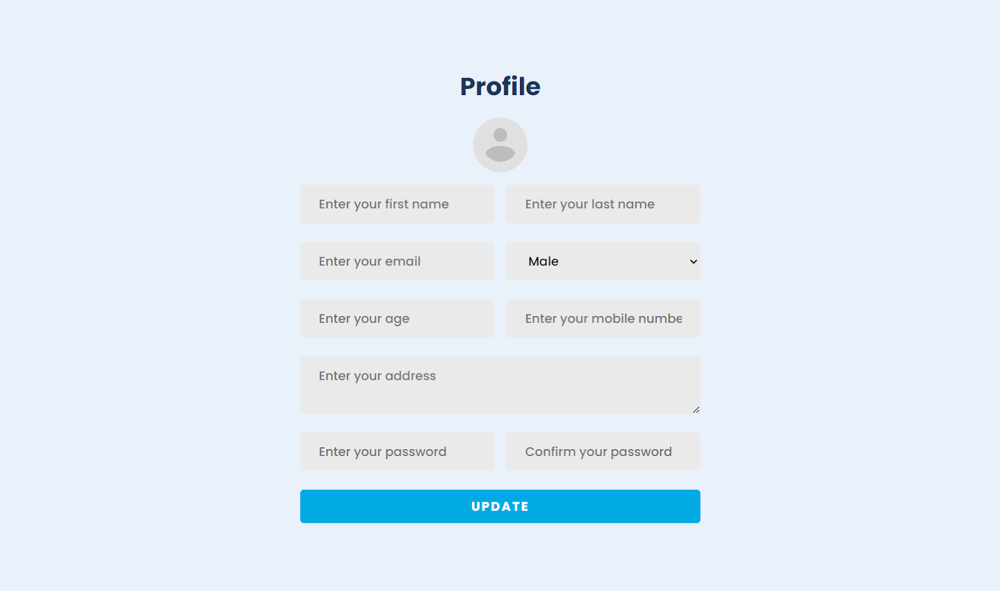 Profile
Enter your first name
Enter your last name
Enter your email
Male
Enter your age
Enter your mobile numbe
Enter your address
Enter your password
Confirm your password
UPDATE